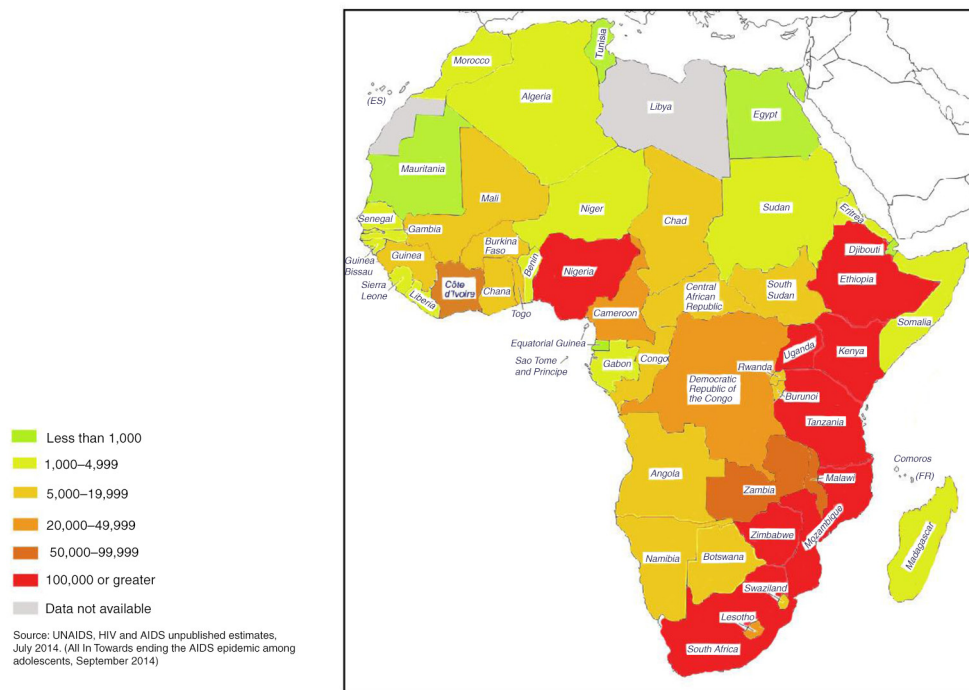 Tunisia
Morocco
(ES)
Algeria
Libya
Egypt
Mauritania
Mali
Niger
Chad
Sudan
Eritrea
Senegal
Gambia
Burkina
Faso
Guinea
Bissau
Guinea
Benin
Nigeria
Djibouti
Ethiopia
Sierra
Leone
Liberia
Côte
d'Ivoire
Chana
Togo
Cameroon
Central
African
Republic
South
Sudan
Somalia
Equatorial Guinea
Sao Tome
and Principe
Gabon
Congo
Uganda
Kenya
Rwanda
Democratic
Republic of
the Congo
Burunoi
Tanzania
Comoros
(FR)
Angola
Zambia
Malawi
Mozambique
Zimbabwe
Madagascar
Namibia
Botswana
Swaziland
Lesotho
South Africa
Less than 1,000
1,000–4,999
5,000–19,999
20,000–49,999
50,000–99,999
100,000 or greater
Data not available
Source: UNAIDS, HIV and AIDS unpublished estimates,
July 2014. (All In Towards ending the AIDS epidemic among
adolescents, September 2014)